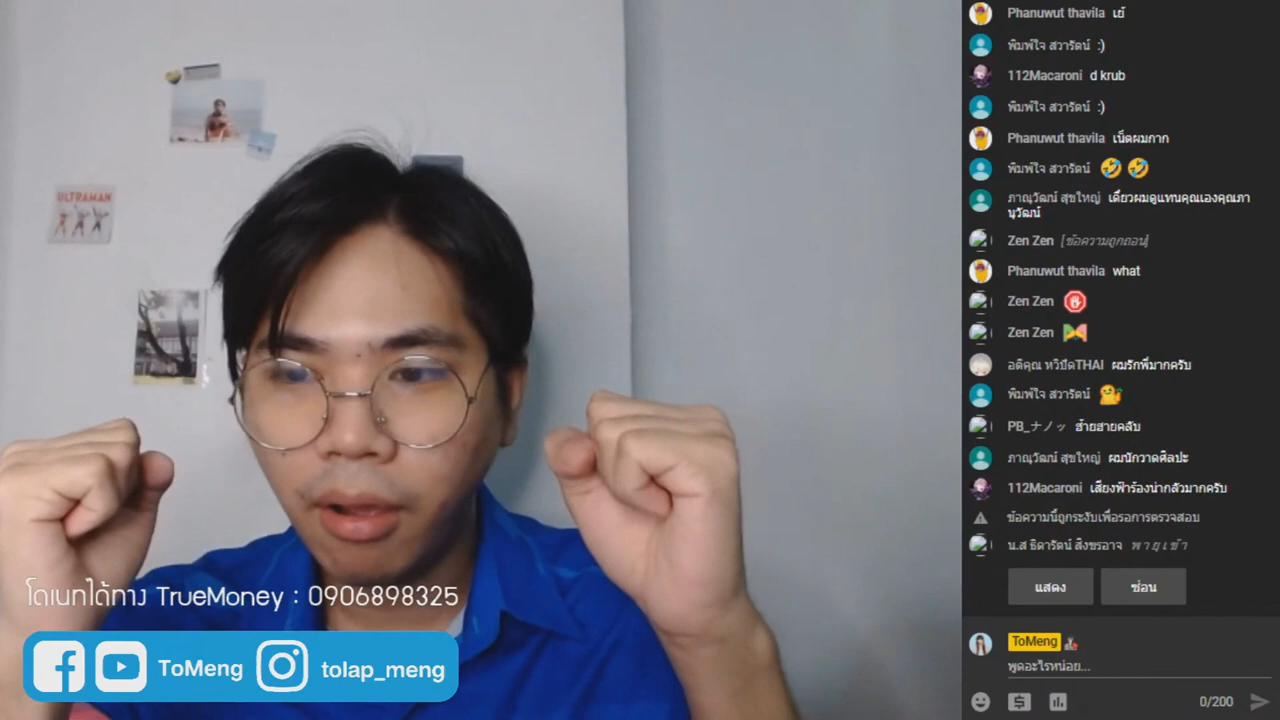 ULTRAMAN
โดเนทได้ทาง TrueMoney : 0906898325
ToMeng
tolap_meng
Phanuwut thavila เย้
พิมพ์ใจ สวารัตน์ :)
112Macaroni d krub
พิมพ์ใจ สวารัตน์ :)
Phanuwut thavila เน็ตผมกาก
พิมพ์ใจ สวารัตน์ 🤣 🤣
ภาณุวัฒน์ สุขใหญ่ เดี๋ยวผมดูแทนคุณเองคุณภา
นุวัฒน์
Zen Zen [ข้อความถูกถอน]
Phanuwut thavila what
Zen Zen
Zen Zen
อติคุณ หวิปัดTHAI ผมรักพี่มากครับ
พิมพ์ใจ สวารัตน์
PB_ナノッ ฮ้ายสายคลับ
ภาณุวัฒน์ สุขใหญ่ ผมนักวาดศิลปะ
112Macaroni เสียงฟ้าร้องน่ากลัวมากครับ
ข้อความนี้ถูกระงับเพื่อรอการตรวจสอบ
น.ส ธิดารัตน์ สิงขรอาจ พายุเข้า
แสดง ซ่อน
ToMeng
พูดอะไรหน่อย...
0/200